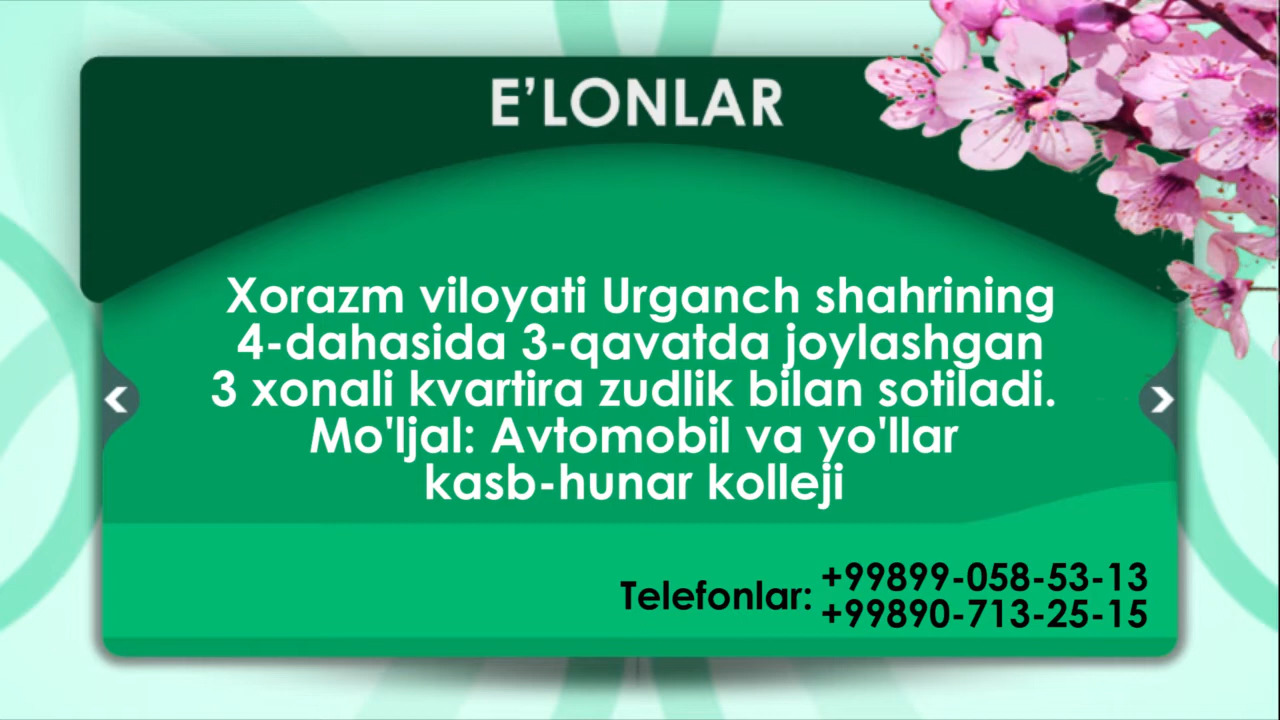 E’LONLAR
Xorazm viloyati Urganch shahrining
4-dahasida 3-qavatda joylashgan
3 xonali kvartira zudlik bilan sotiladi.
Mo'ljal: Avtomobil va yo'llar
kasb-hunar kolleji
Telefonlar: +99899-058-53-13
+99890-713-25-15